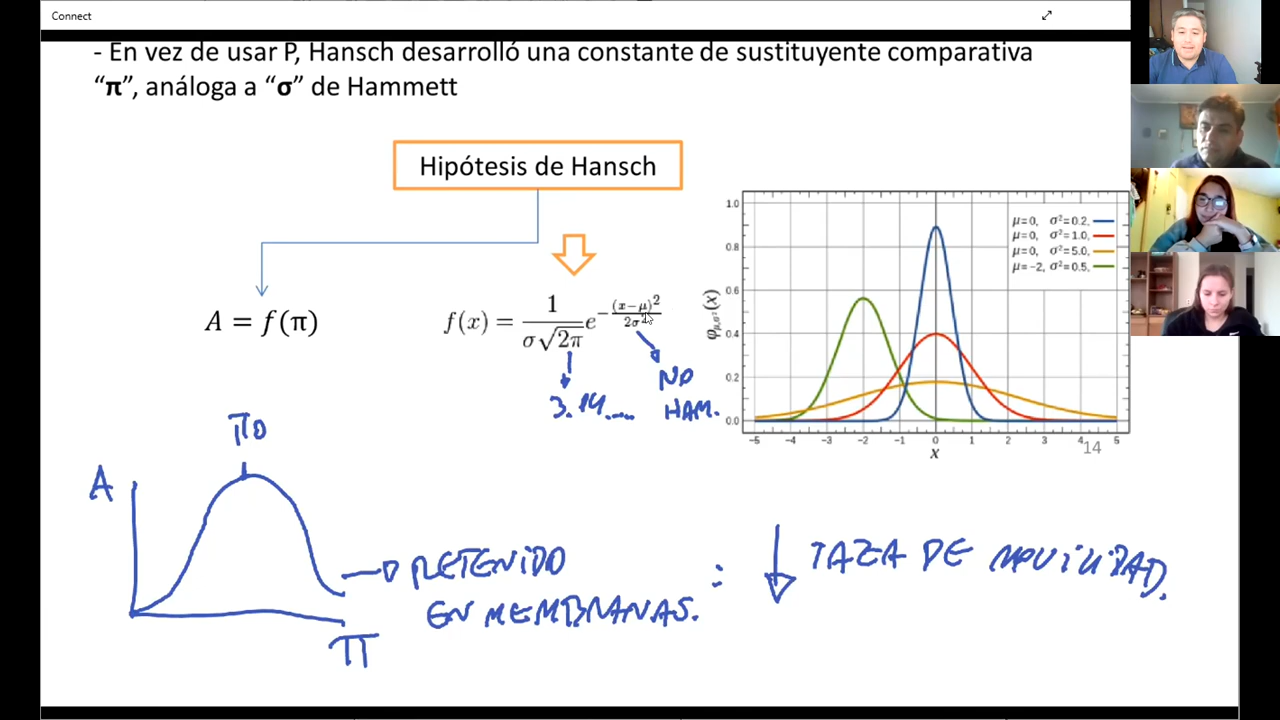 Connect
- En vez de usar P, Hansch desarrolló una constante de sustituyente comparativa
“π”, análoga a “σ” de Hammett
Hipótesis de Hansch
A = f(π)
f(x) = 1/(σ√2π) e^−(x−μ)²/2σ²
3.14....
NO
HAM.
1.0
0.8
0.6
0.4
0.2
0.0
φμ,σ²(x)
μ=0, σ²=0.2,
μ=0, σ²=1.0,
μ=0, σ²=5.0,
μ=−2, σ²=0.5,
−5 −4 −3 −2 −1 0 1 2 3 4 5
x
14
π0
A
π
RETENIDO
EN MEMBRANAS. : ↓ TAZA DE MOVILIDAD.